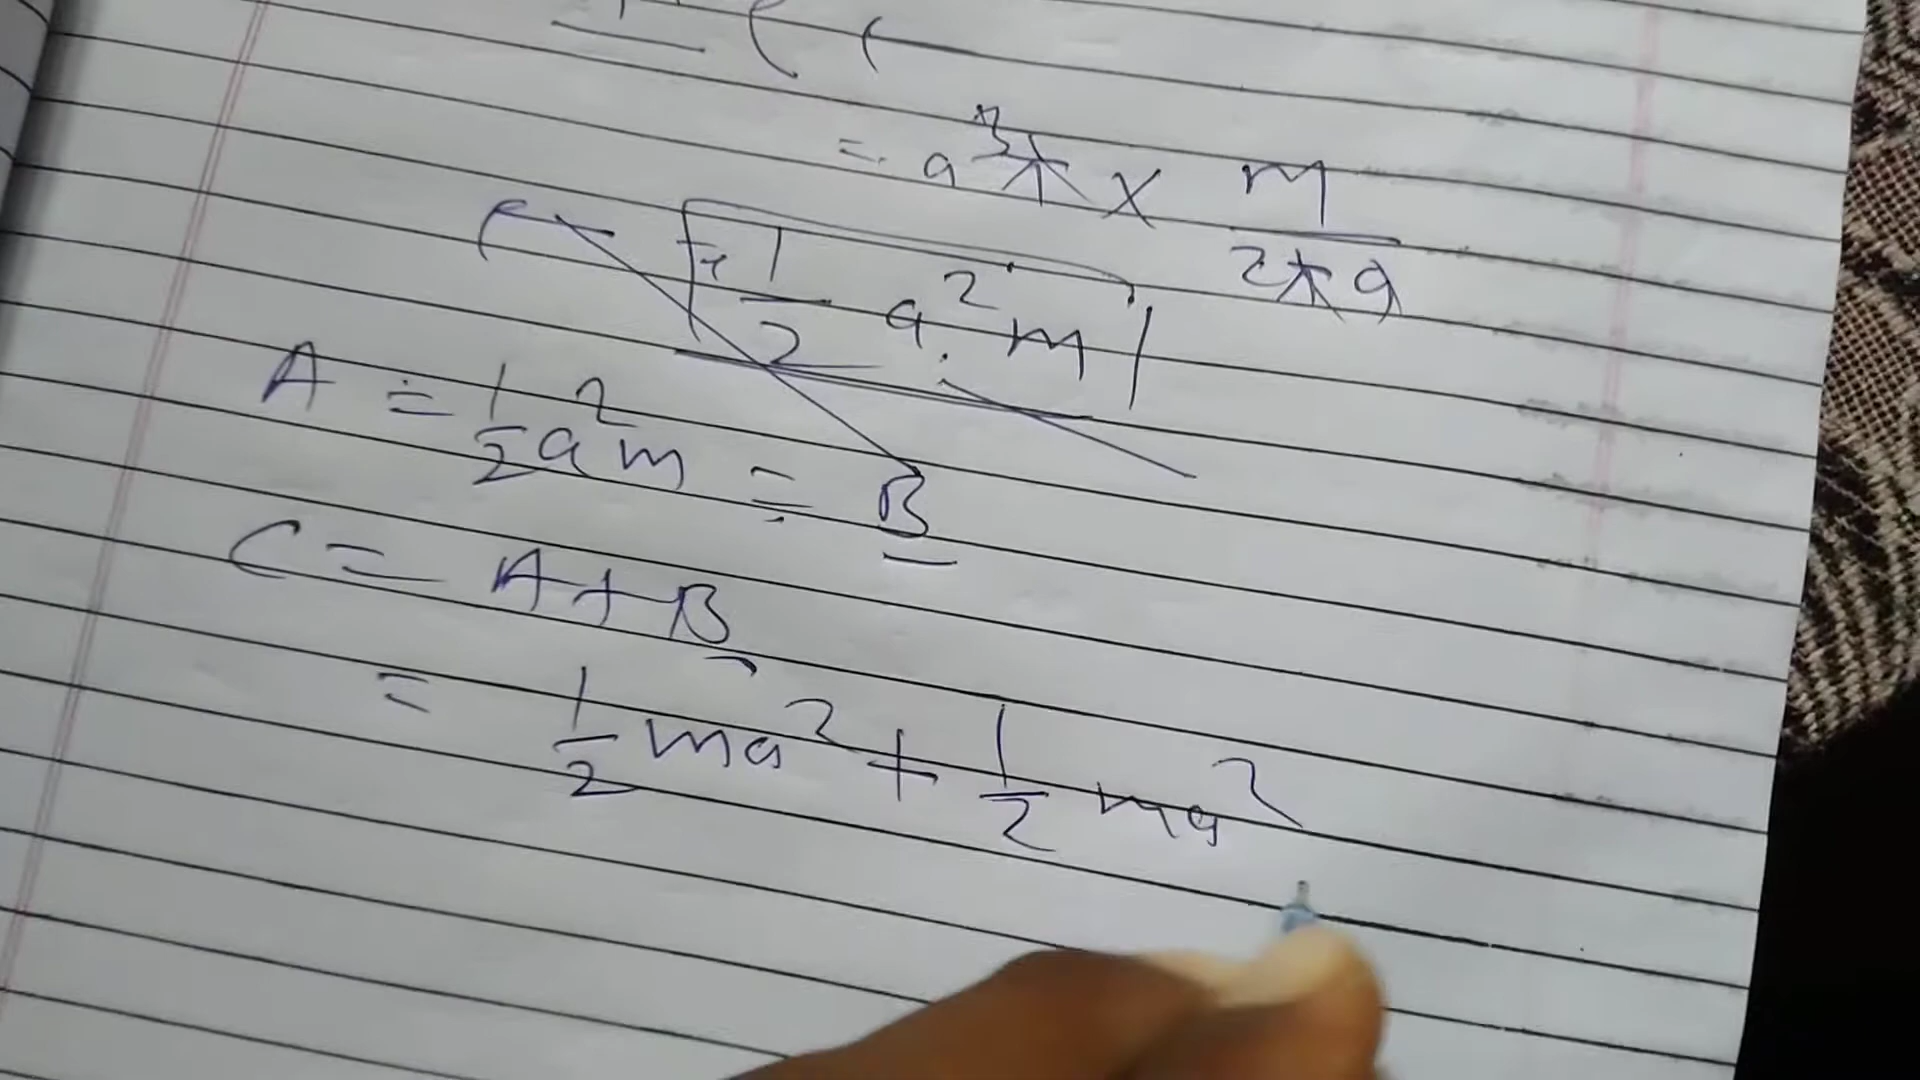 = a³π × m/2πa
= 1/2 a²m
A = 1/2 a²m = B
C = A+B
= 1/2 ma² + 1/2 ma²